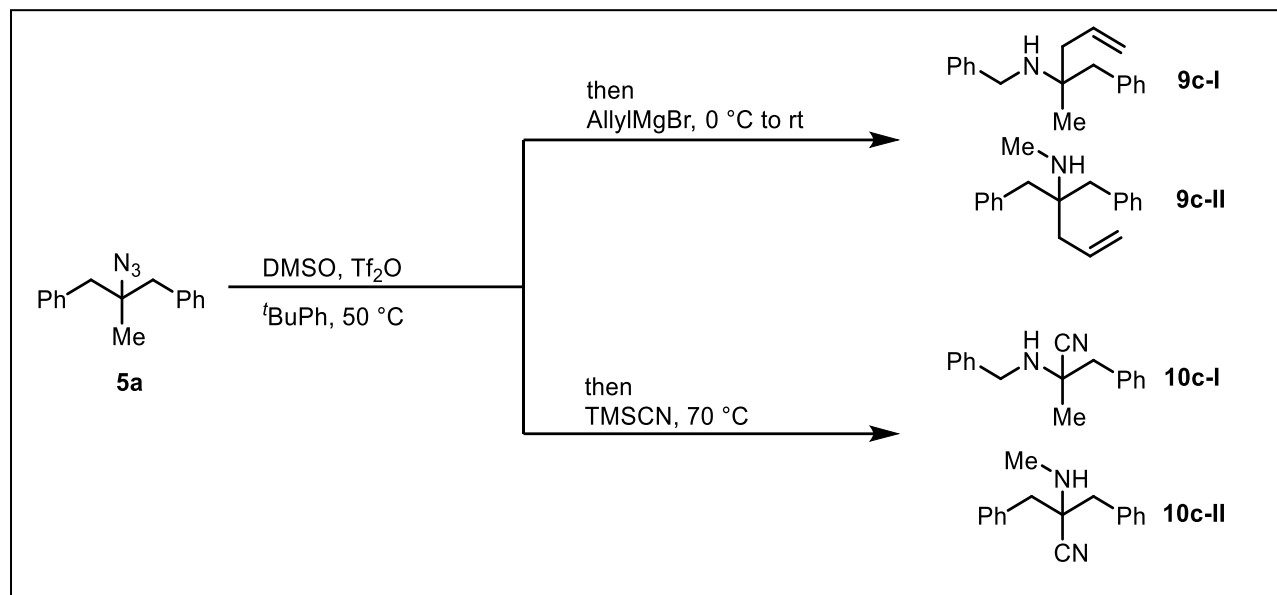 N3
Ph
Ph
Me
5a
DMSO, Tf2O
tBuPh, 50 °C
then
AllylMgBr, 0 °C to rt
H
Ph
N
Ph
Me
9c-I
Me
NH
Ph
Ph
9c-II
then
TMSCN, 70 °C
H
CN
Ph
N
Ph
Me
10c-I
Me
NH
Ph
Ph
CN
10c-II